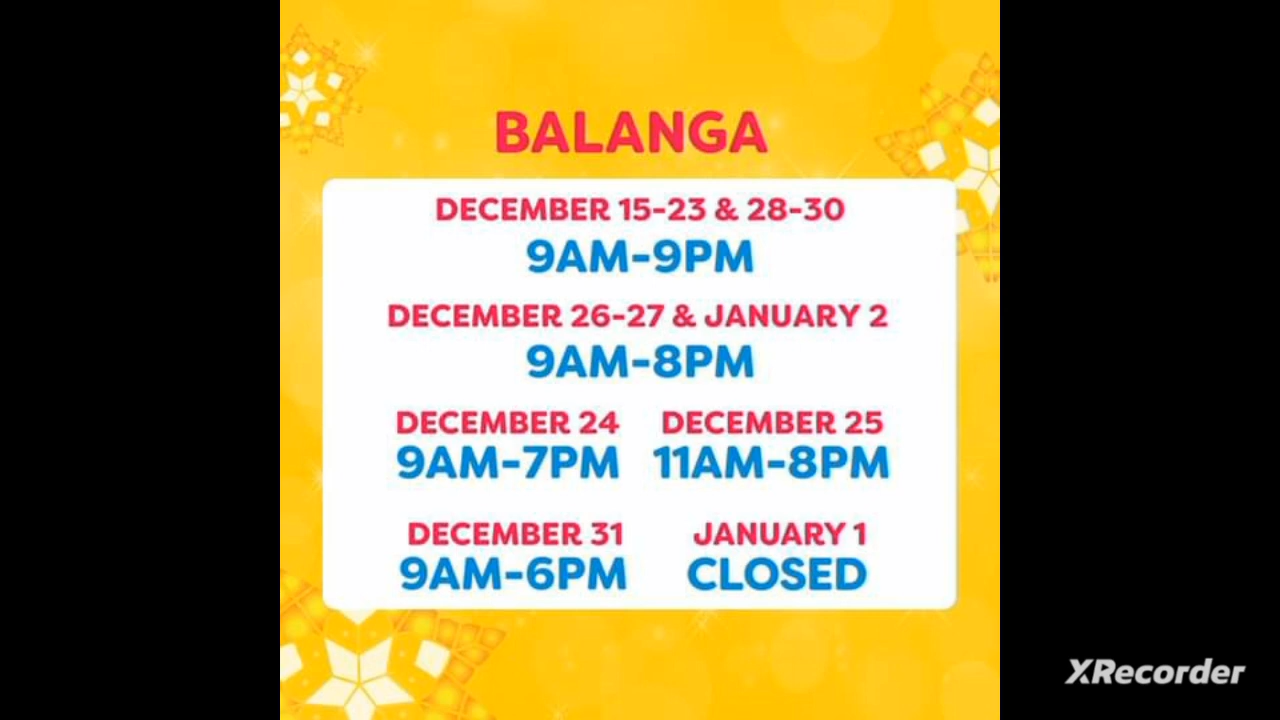 BALANGA
DECEMBER 15-23 & 28-30
9AM-9PM
DECEMBER 26-27 & JANUARY 2
9AM-8PM
DECEMBER 24 DECEMBER 25
9AM-7PM 11AM-8PM
DECEMBER 31 JANUARY 1
9AM-6PM CLOSED
XRecorder